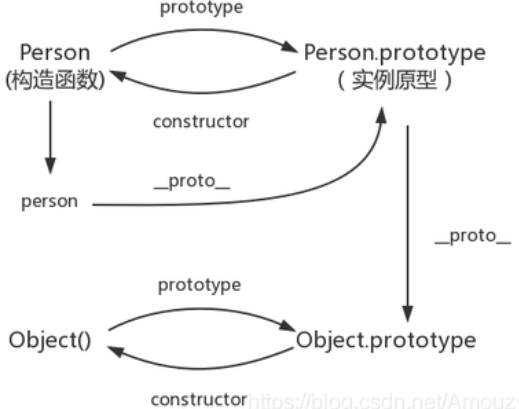 prototype
Person
Person.prototype
(构造函数)
（实例原型）
constructor
__proto__
person
__proto__
prototype
Object()
Object.prototype
constructor
https://blog.csdn.net/Amouzy